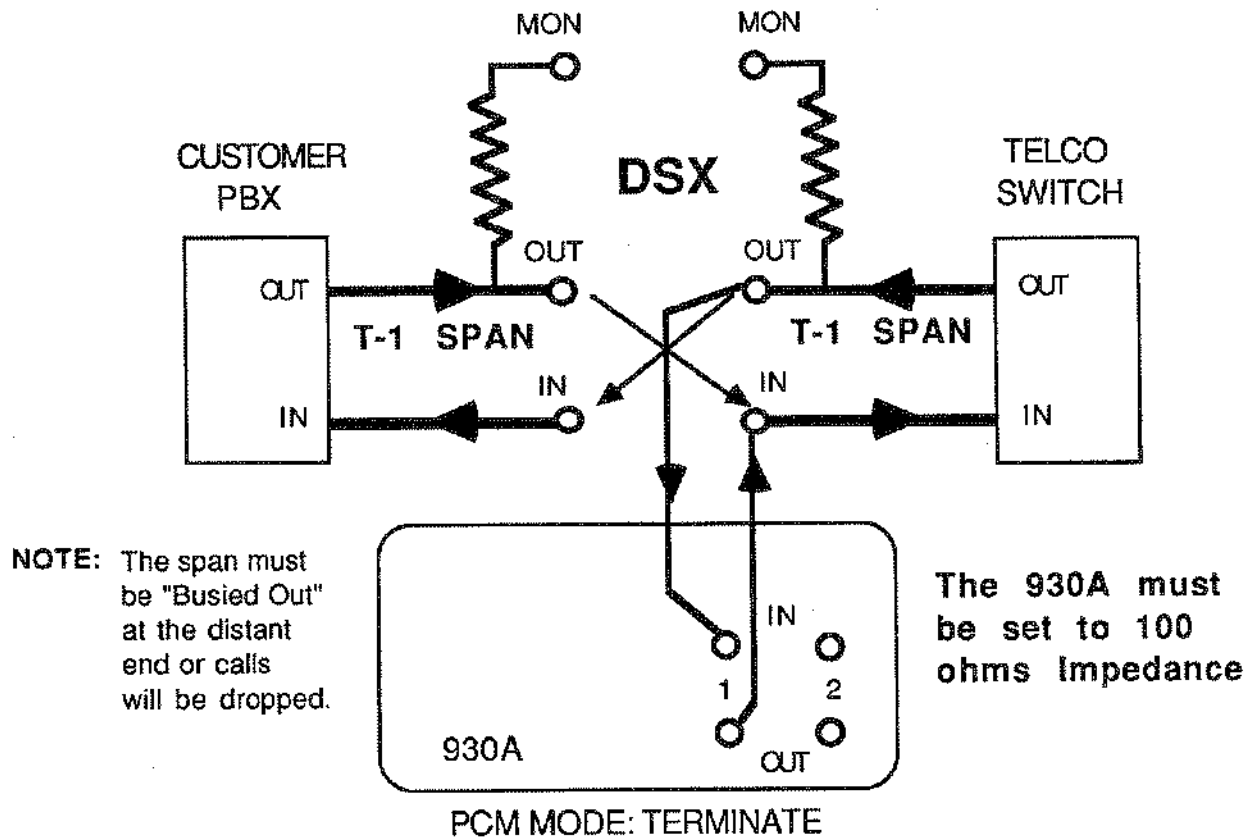 MON
MON
CUSTOMER
PBX
DSX
TELCO
SWITCH
OUT
OUT
OUT
OUT
T-1 SPAN
T-1 SPAN
IN
IN
IN
IN
NOTE: The span must
be "Busied Out"
at the distant
end or calls
will be dropped.
The 930A must
be set to 100
ohms Impedance
IN
1
2
930A
OUT
PCM MODE: TERMINATE